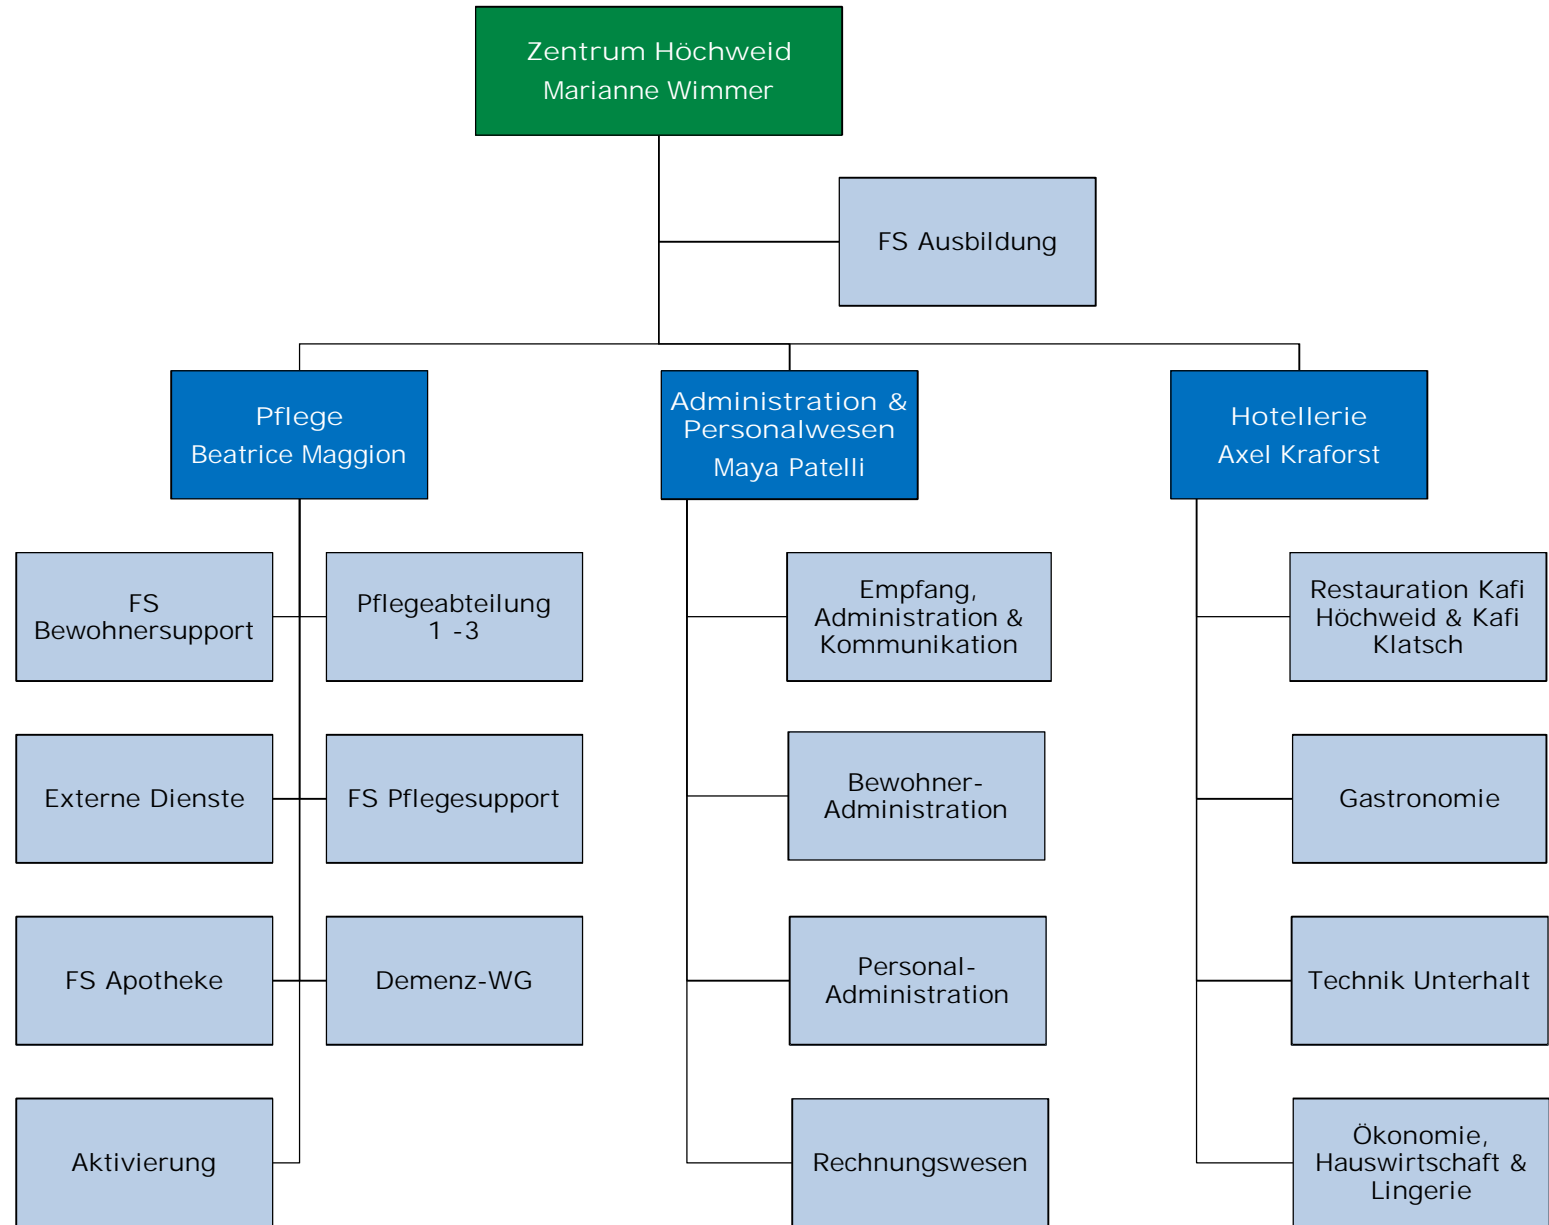 Zentrum Höchweid
Marianne Wimmer
FS Ausbildung
Pflege
Beatrice Maggion
Administration &
Personalwesen
Maya Patelli
Hotellerie
Axel Kraforst
FS
Bewohnersupport
Pflegeabteilung
1 -3
Empfang,
Administration &
Kommunikation
Restauration Kafi
Höchweid & Kafi
Klatsch
Externe Dienste
FS Pflegesupport
Bewohner-
Administration
Gastronomie
FS Apotheke
Demenz-WG
Personal-
Administration
Technik Unterhalt
Aktivierung
Rechnungswesen
Ökonomie,
Hauswirtschaft &
Lingerie